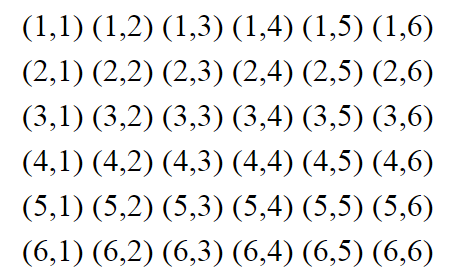 (1,1) (1,2) (1,3) (1,4) (1,5) (1,6)
(2,1) (2,2) (2,3) (2,4) (2,5) (2,6)
(3,1) (3,2) (3,3) (3,4) (3,5) (3,6)
(4,1) (4,2) (4,3) (4,4) (4,5) (4,6)
(5,1) (5,2) (5,3) (5,4) (5,5) (5,6)
(6,1) (6,2) (6,3) (6,4) (6,5) (6,6)